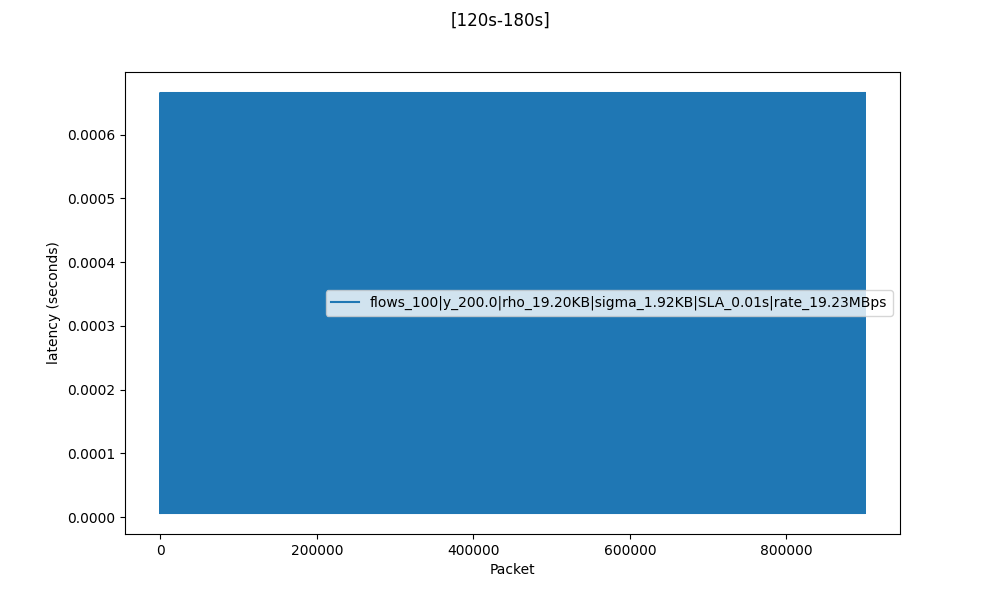 [120s-180s]
0.0006
0.0005
0.0004
0.0003
0.0002
0.0001
0.0000
latency (seconds)
flows_100|y_200.0|rho_19.20KB|sigma_1.92KB|SLA_0.01s|rate_19.23MBps
0 200000 400000 600000 800000
Packet